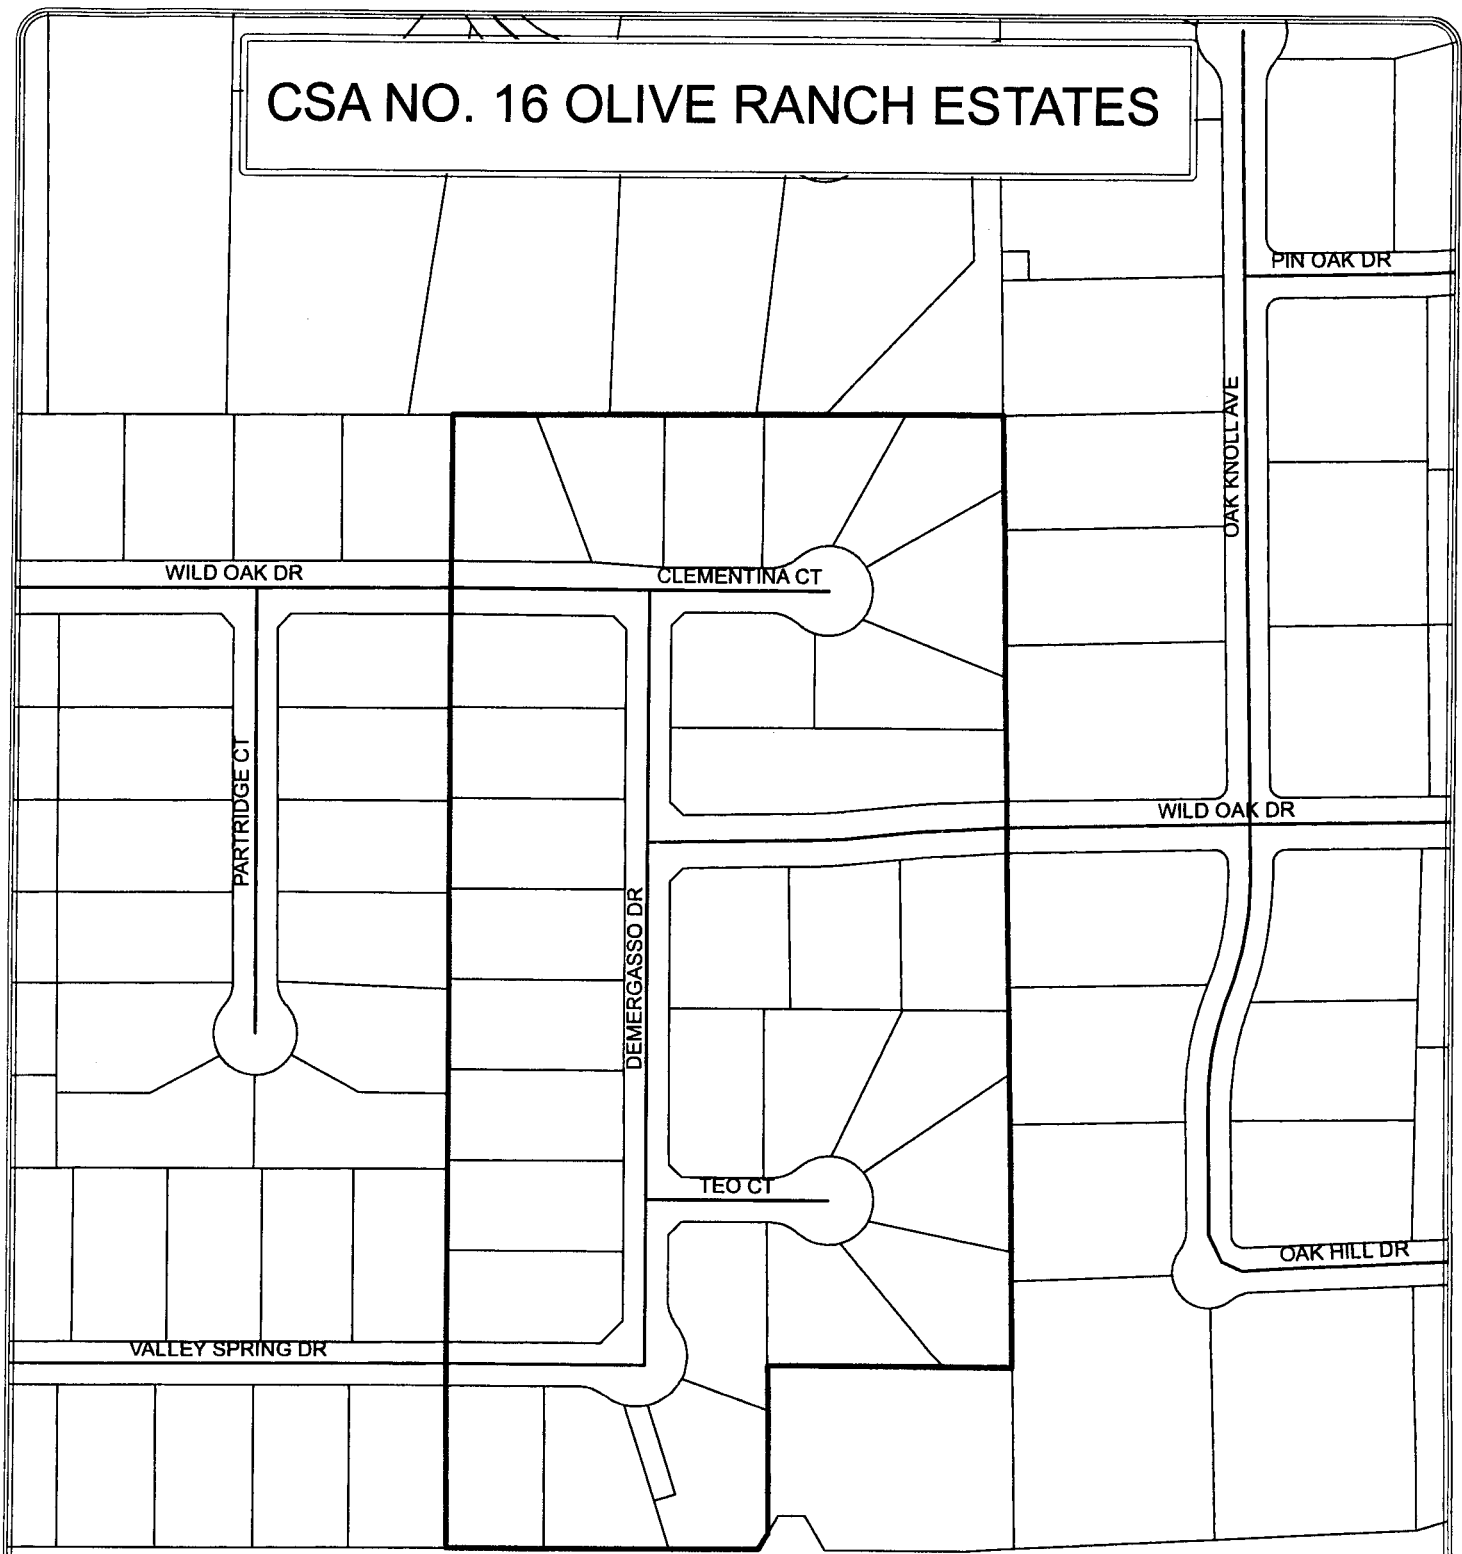 CSA NO. 16 OLIVE RANCH ESTATES
PIN OAK DR
OAK KNOLL AVE
WILD OAK DR
CLEMENTINA CT
PARTRIDGE CT
WILD OAK DR
DEMERGASSO DR
TEO CT
OAK HILL DR
VALLEY SPRING DR